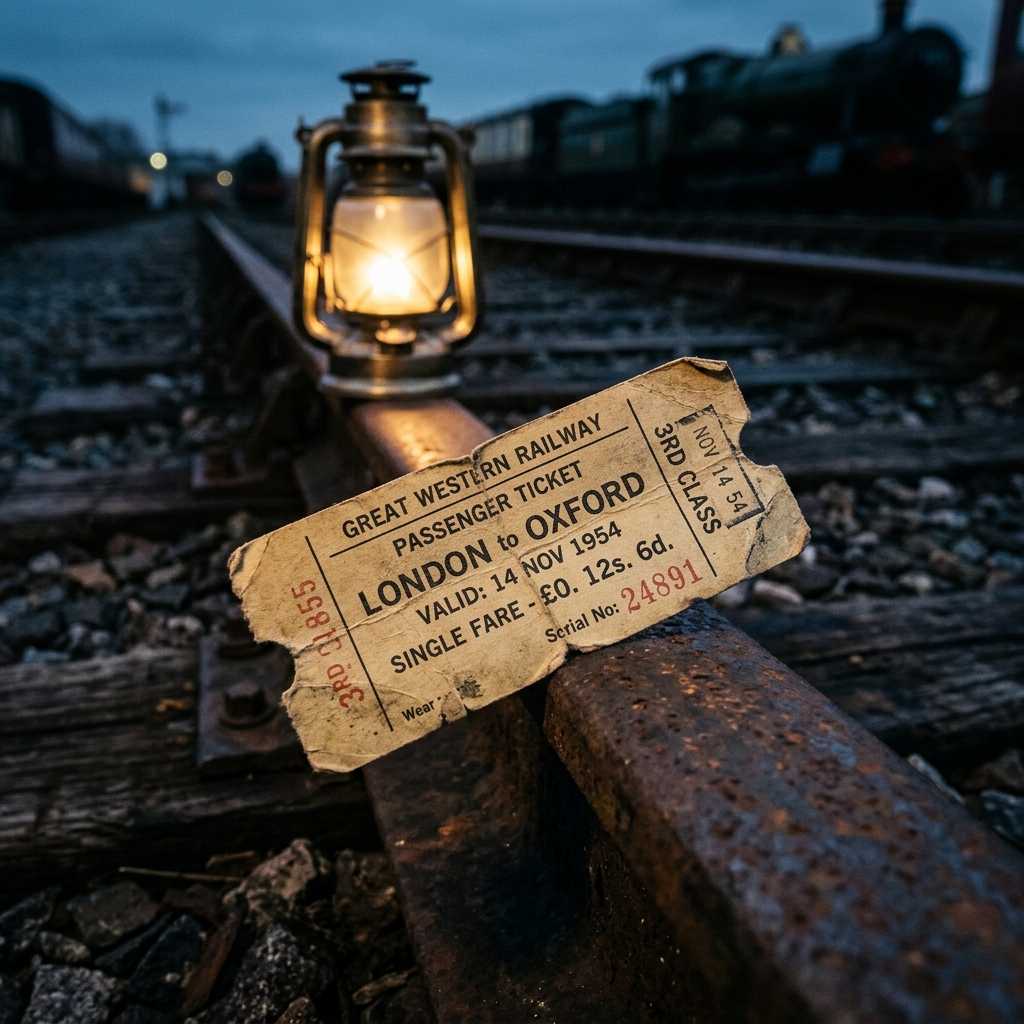 GREAT WESTERN RAILWAY
PASSENGER TICKET
LONDON to OXFORD
VALID: 14 NOV 1954
SINGLE FARE - £0. 12s. 6d.
Serial No: 24891
Wear
3RD CLASS
NOV 14 54
3RD. 01855